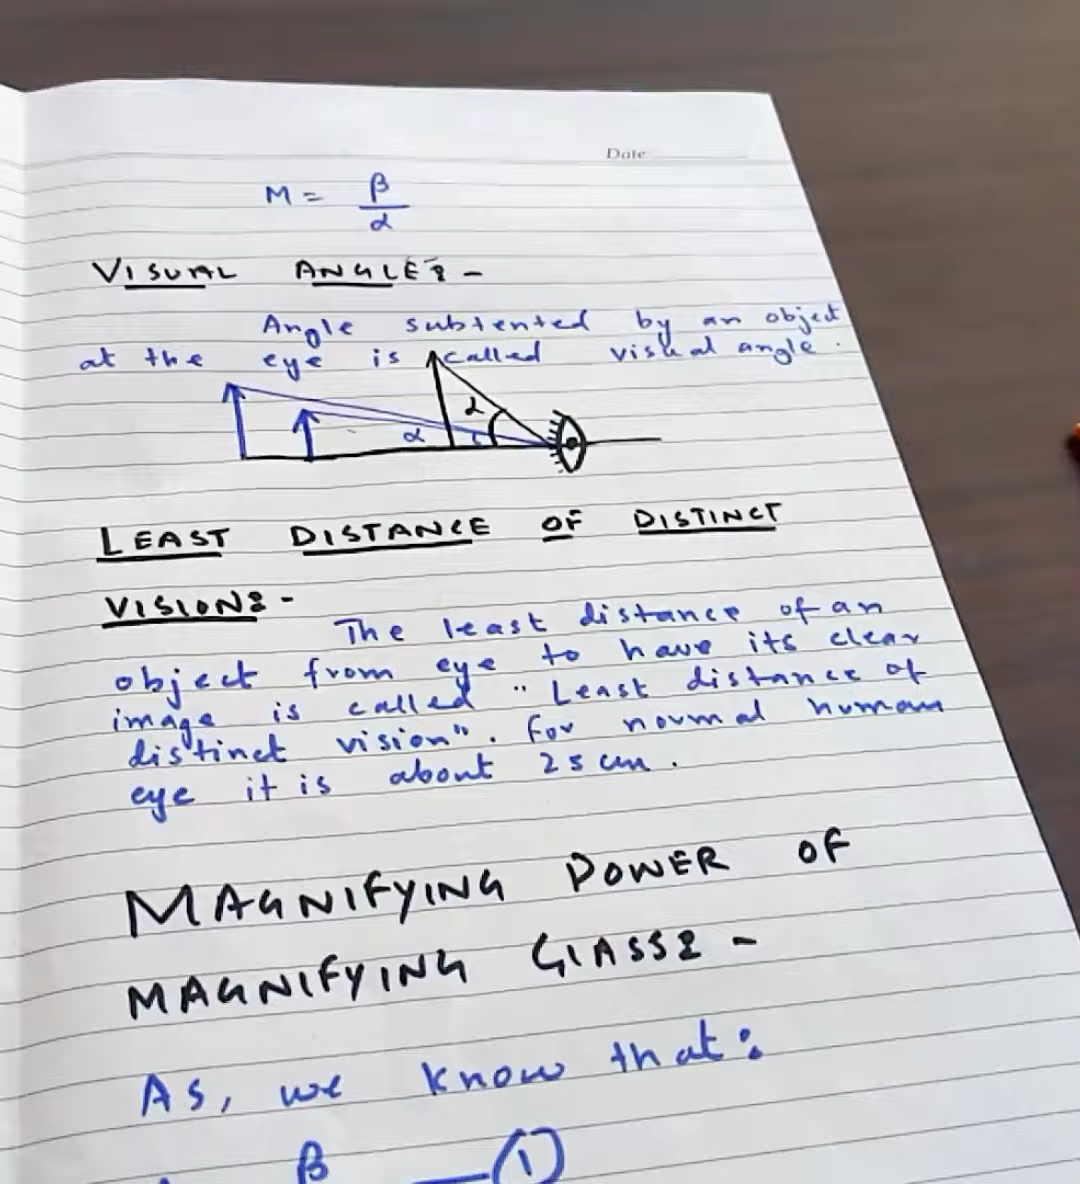 Date
M = β/α
VISUAL ANGLE:-
Angle subtented by an object
at the eye is called visual angle.
α α
LEAST DISTANCE OF DISTINCT
VISION:-
The least distance of an
object from eye to have its clear
image is called "Least distance of
distinct vision". For normal human
eye it is about 25 cm.
MAGNIFYING POWER OF
MAGNIFYING GLASS:-
As, we know that:
β —(1)